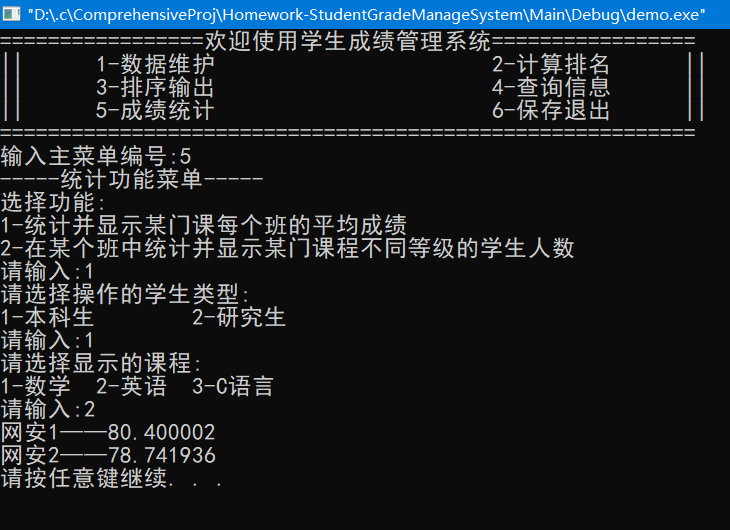 "D:\.c\ComprehensiveProj\Homework-StudentGradeManageSystem\Main\Debug\demo.exe"
=================欢迎使用学生成绩管理系统=================
||      1-数据维护                       2-计算排名      ||
||      3-排序输出                       4-查询信息      ||
||      5-成绩统计                       6-保存退出      ||
==========================================================
输入主菜单编号:5
-----统计功能菜单-----
选择功能:
1-统计并显示某门课每个班的平均成绩
2-在某个班中统计并显示某门课程不同等级的学生人数
请输入:1
请选择操作的学生类型:
1-本科生        2-研究生
请输入:1
请选择显示的课程:
1-数学  2-英语  3-C语言
请输入:2
网安1——80.400002
网安2——78.741936
请按任意键继续. . .